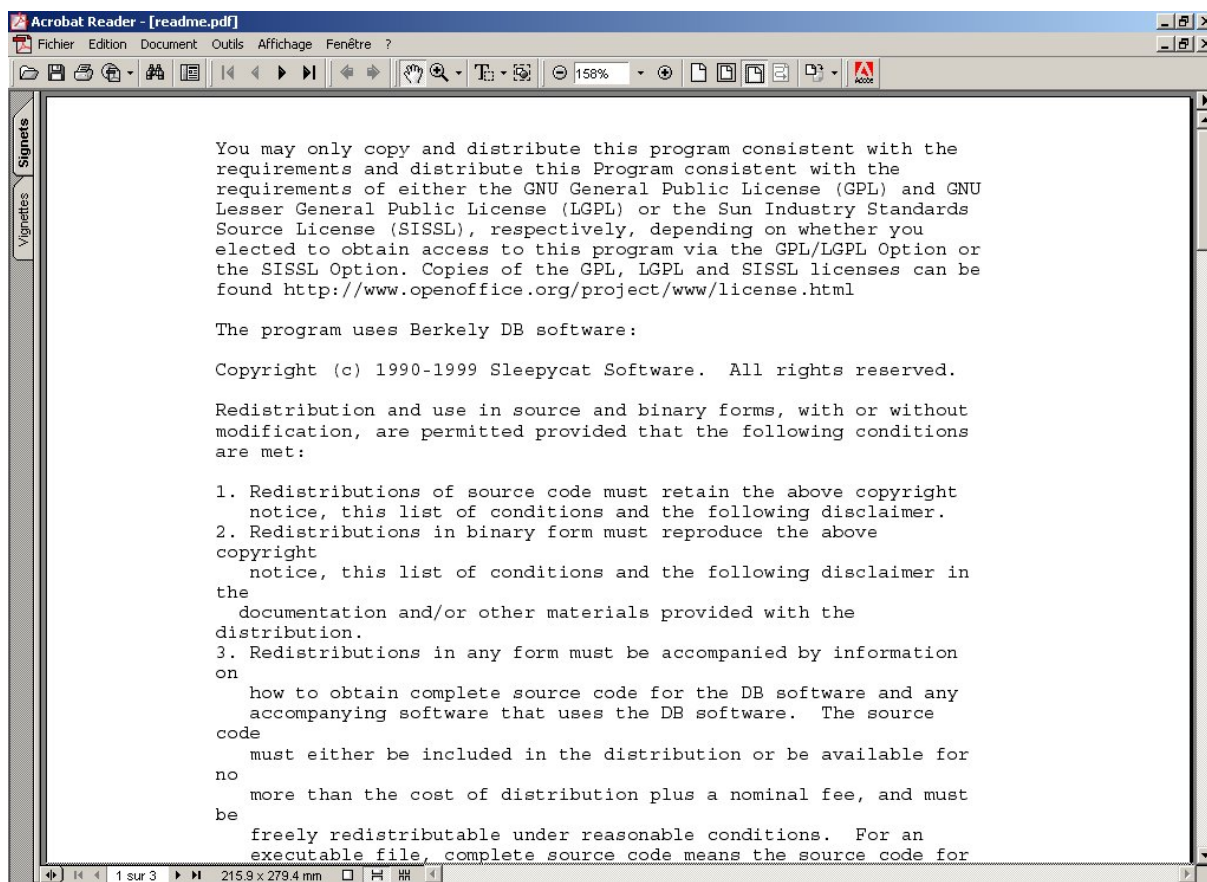 Acrobat Reader - [readme.pdf]
Fichier Edition Document Outils Affichage Fenêtre ?
158%
Adobe
Signets
Vignettes
You may only copy and distribute this program consistent with the
requirements and distribute this Program consistent with the
requirements of either the GNU General Public License (GPL) and GNU
Lesser General Public License (LGPL) or the Sun Industry Standards
Source License (SISSL), respectively, depending on whether you
elected to obtain access to this program via the GPL/LGPL Option or
the SISSL Option. Copies of the GPL, LGPL and SISSL licenses can be
found http://www.openoffice.org/project/www/license.html
The program uses Berkely DB software:
Copyright (c) 1990-1999 Sleepycat Software.  All rights reserved.
Redistribution and use in source and binary forms, with or without
modification, are permitted provided that the following conditions
are met:
1. Redistributions of source code must retain the above copyright
notice, this list of conditions and the following disclaimer.
2. Redistributions in binary form must reproduce the above
copyright
notice, this list of conditions and the following disclaimer in
the
documentation and/or other materials provided with the
distribution.
3. Redistributions in any form must be accompanied by information
on
how to obtain complete source code for the DB software and any
accompanying software that uses the DB software.  The source
code
must either be included in the distribution or be available for
no
more than the cost of distribution plus a nominal fee, and must
be
freely redistributable under reasonable conditions.  For an
executable file, complete source code means the source code for
1 sur 3
215.9 x 279.4 mm